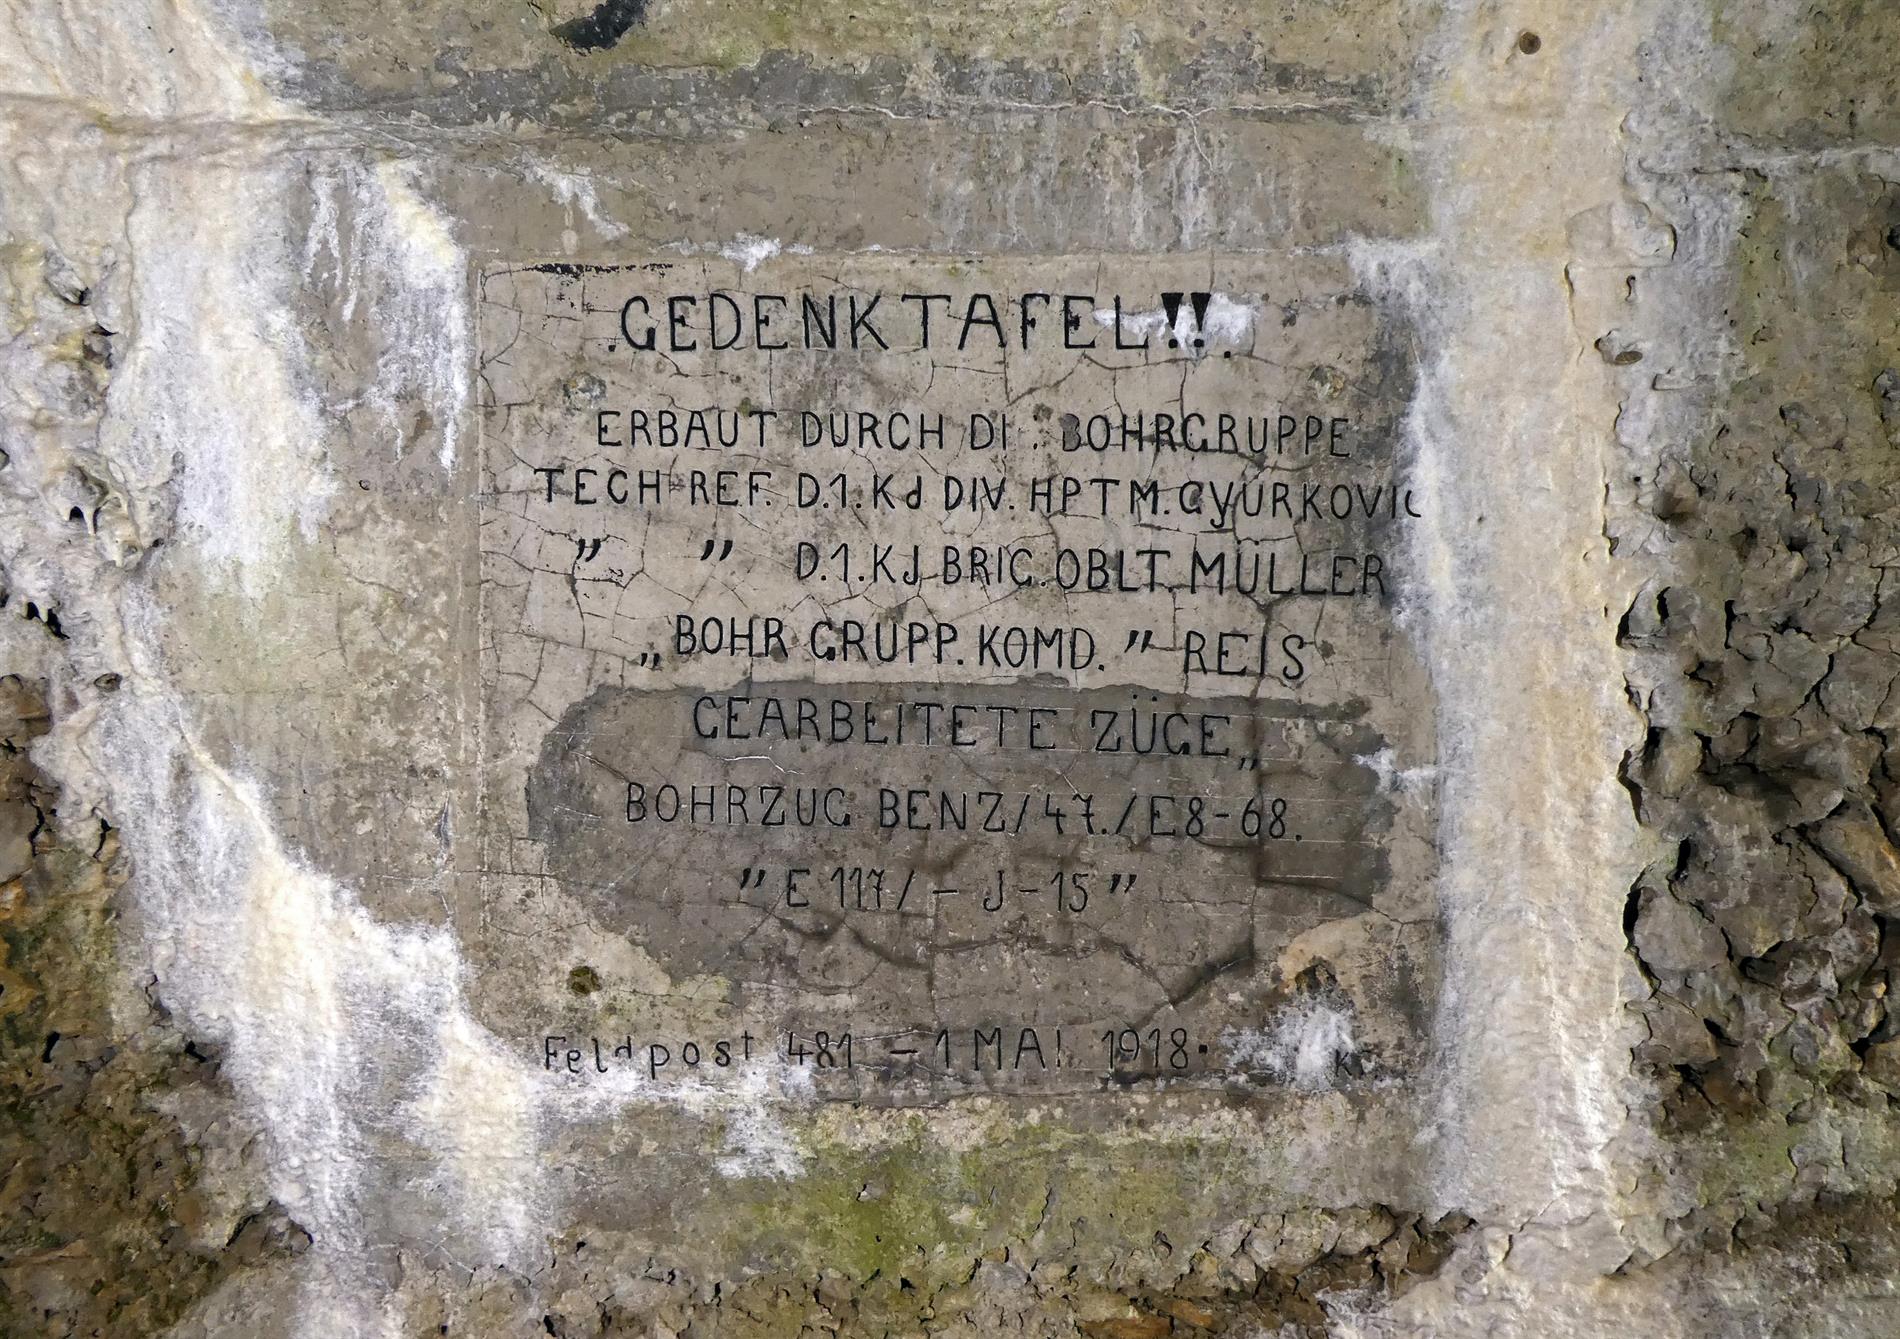 .GEDENKTAFEL!!.
ERBAUT DURCH DI . BOHRGRUPPE
TECH REF. D.1.Kd DIV. HPTM. GYURKOVIC
” ” D.1.KJ BRIG. OBLT. MÜLLER
„BOHR GRUPP. KOMD. ” REIS
GEARBEITETE ZÜGE„
BOHRZUG BENZ/47./E8-68.
” E 117/ – J-15 ”
Feldpost 481 – 1 MAI 1918.